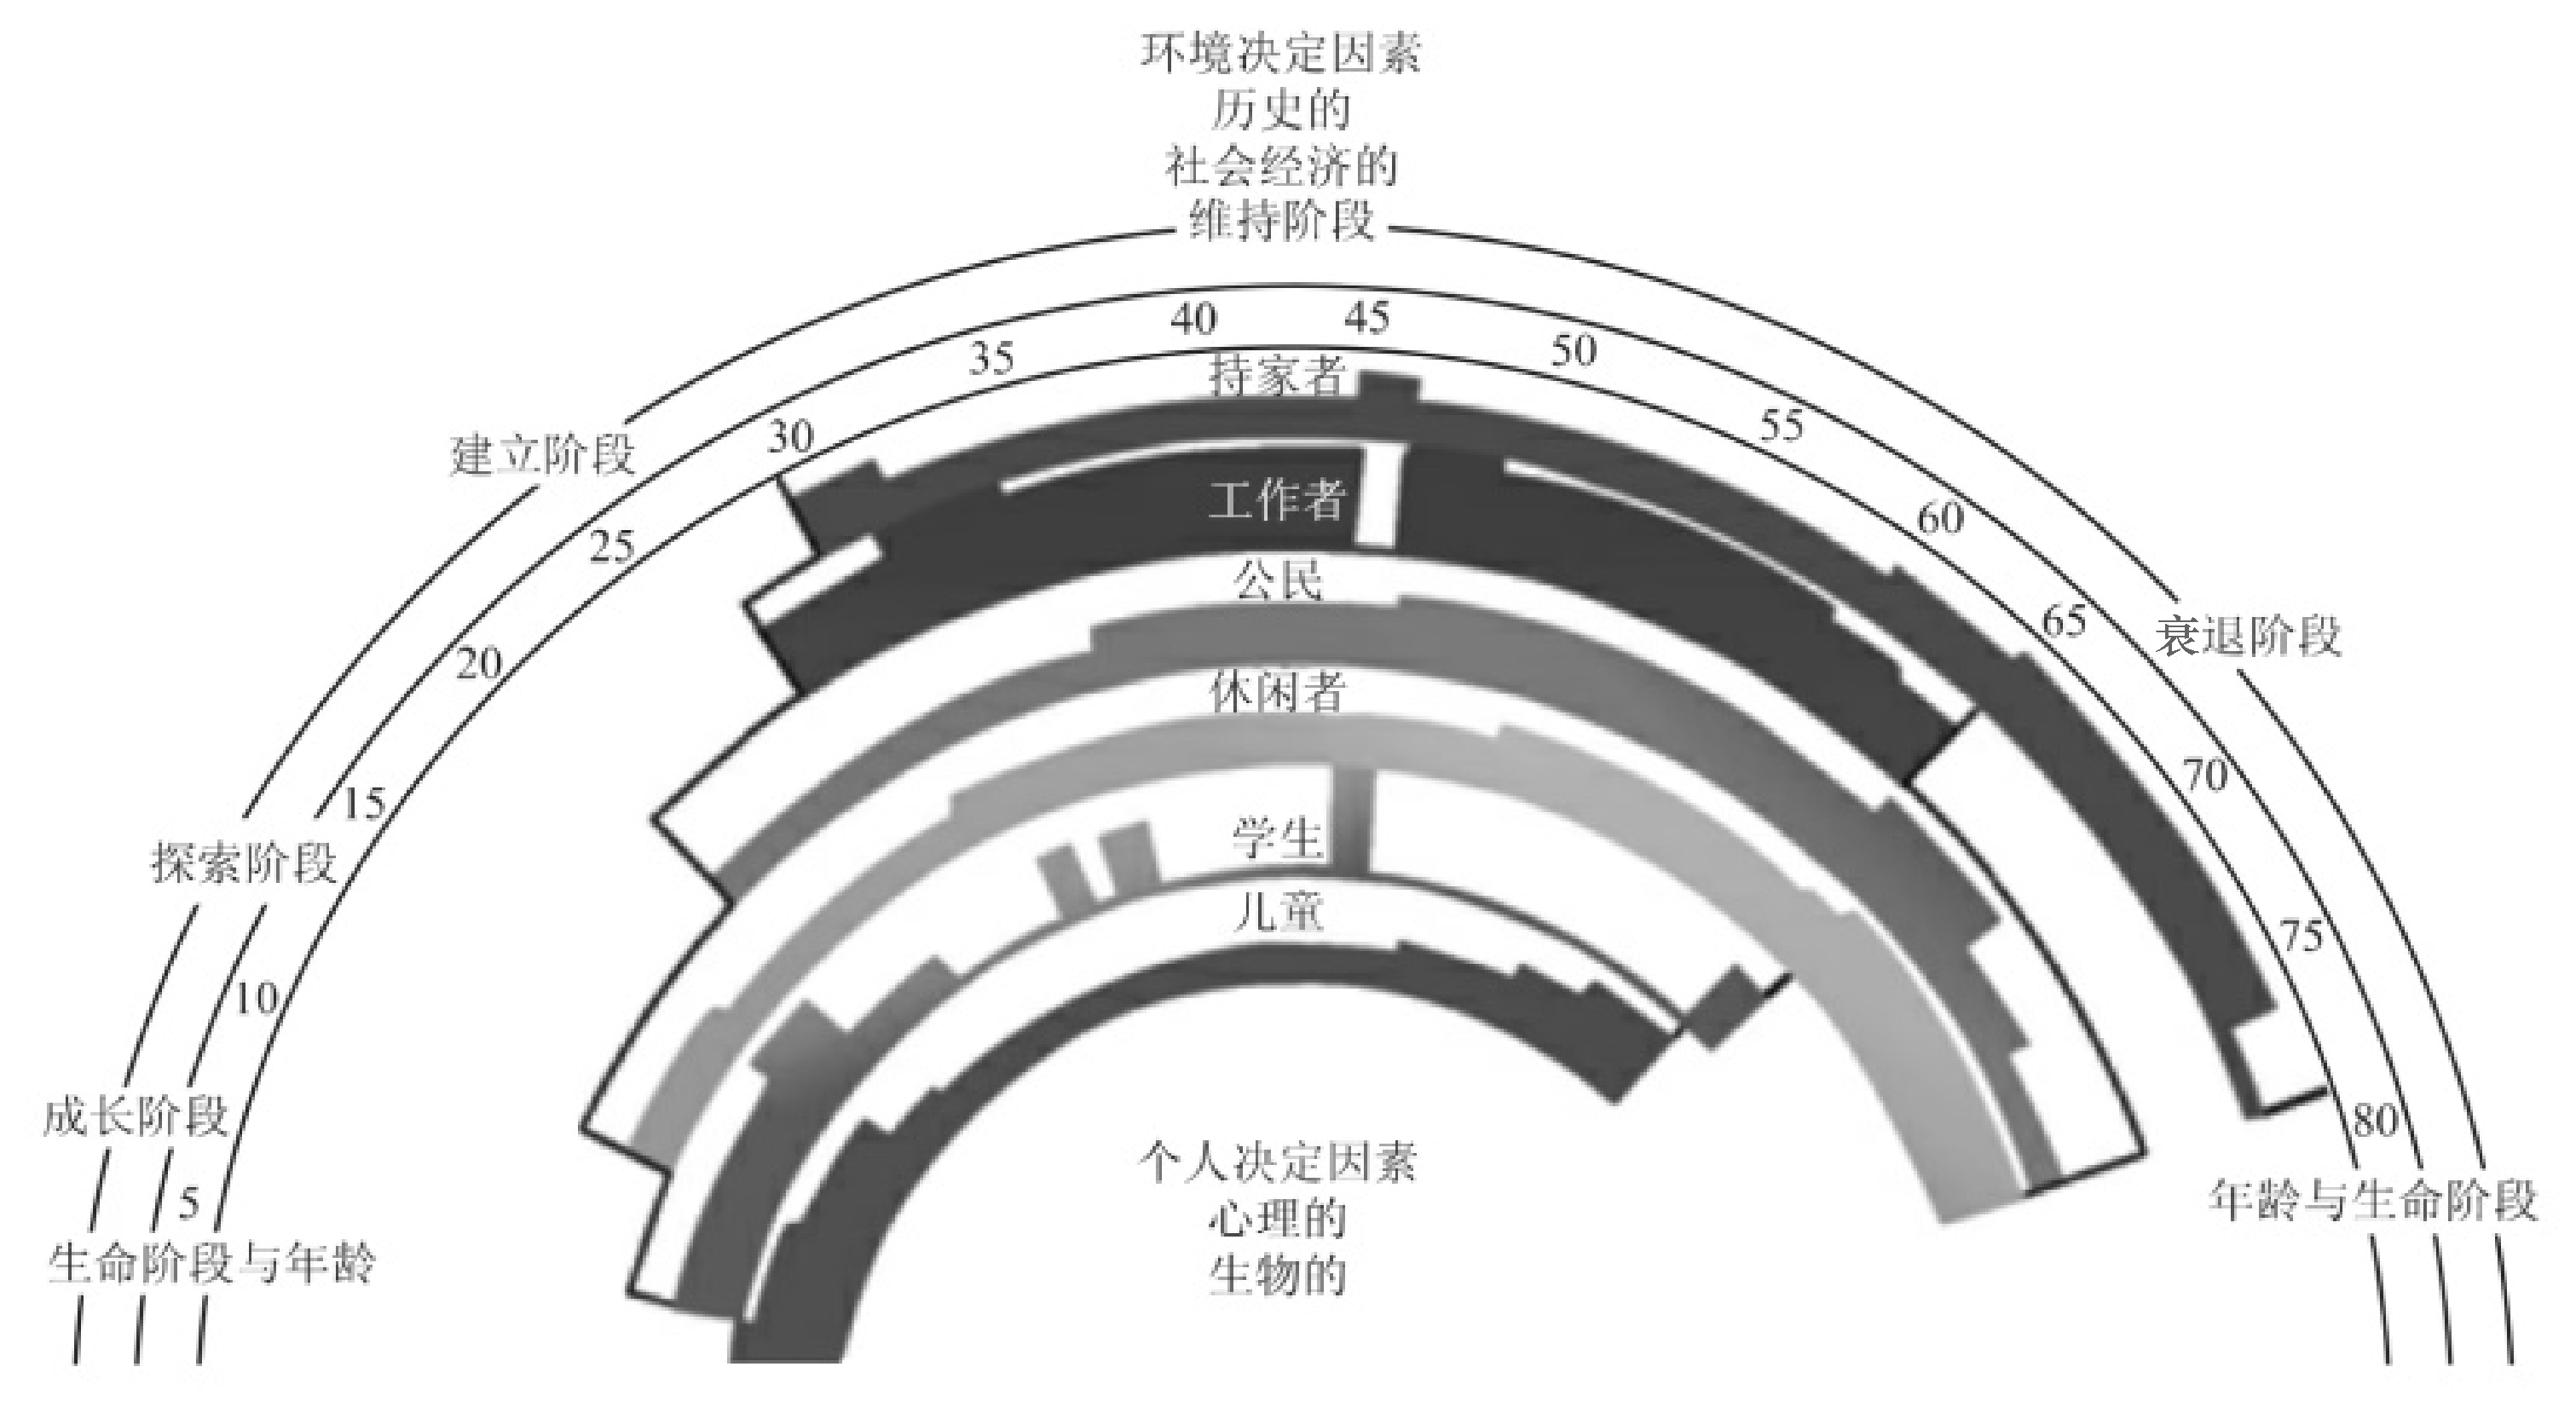 环境决定因素
历史的
社会经济的
维持阶段
40
45
35
50
持家者
30
55
建立阶段
工作者
60
25
公民
65
衰退阶段
20
休闲者
70
15
学生
探索阶段
儿童
75
10
成长阶段
80
个人决定因素
5
年龄与生命阶段
心理的
生命阶段与年龄
生物的